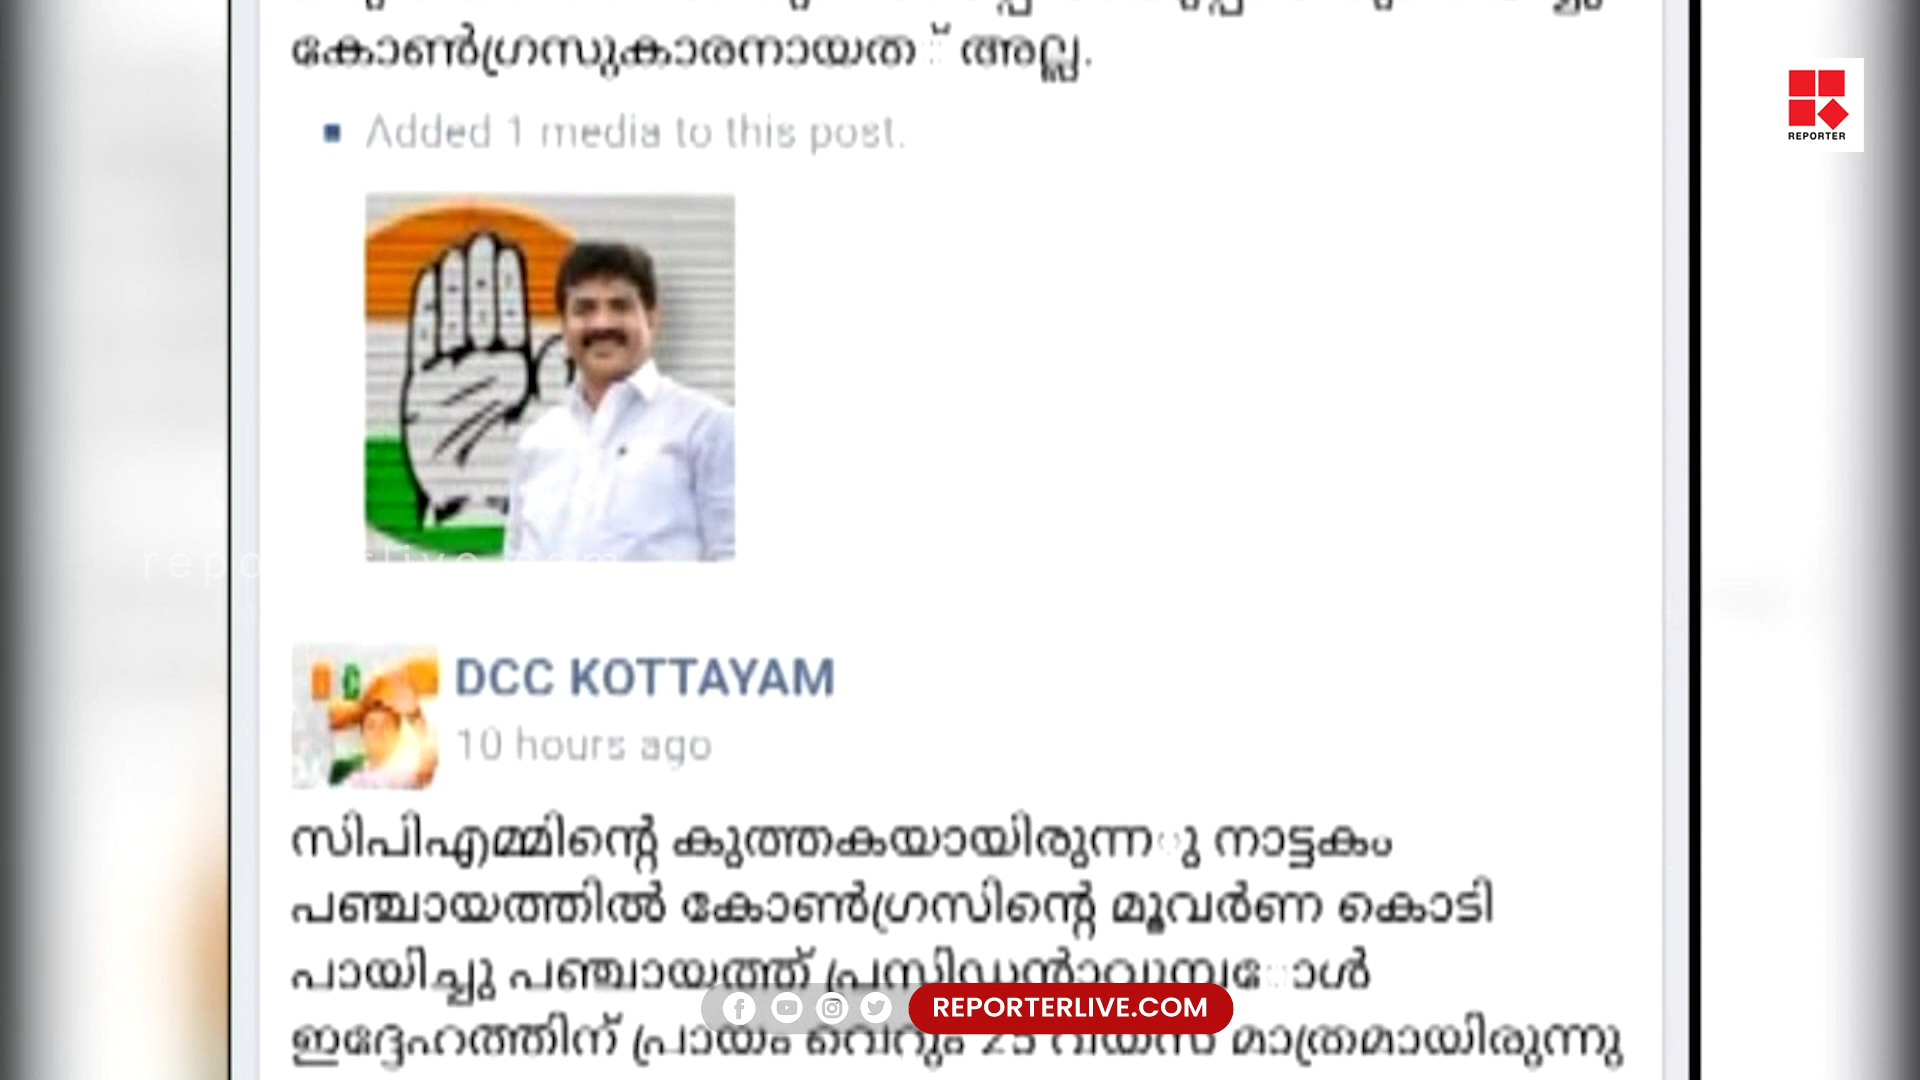 കോൺഗ്രസുകാരനായത ് അല്ല.
Added 1 media to this post.
REPORTER
DCC KOTTAYAM
10 hours ago
സിപിഎമ്മിന്റെ കുത്തകയായിരുന്ന ു നാട്ടകം
പഞ്ചായത്തിൽ കോൺഗ്രസിന്റെ മൂവർണ കൊടി
പായിച്ചു പഞ്ചായത്ത് പ്രസിഡന്‍റാവുമ്പ ോൾ
REPORTERLIVE.COM
ഇദ്ദേഹത്തിന് പ്രായം വെറും 25 വയസ് മാത്രമായിരുന്നു